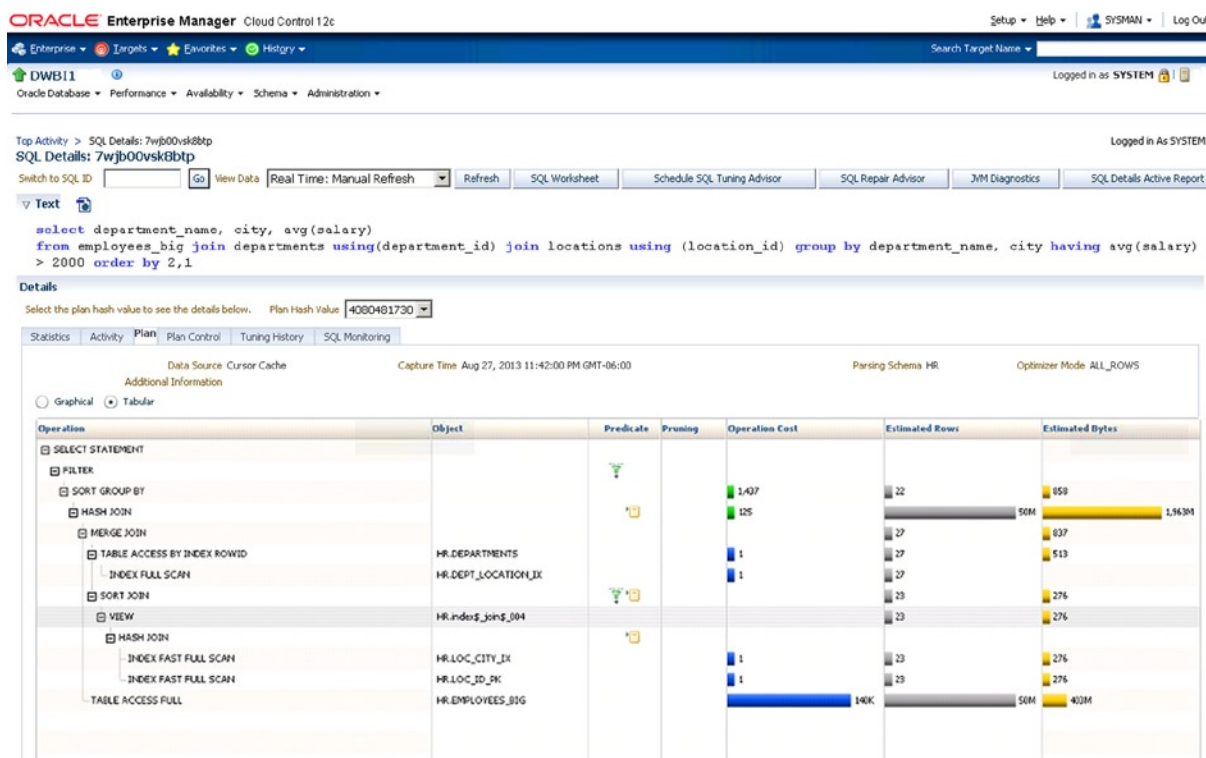 ORACLE Enterprise Manager Cloud Control 12c
Setup Help SYSMAN Log Out
Enterprise Targets Favorites History
Search Target Name
DWBI1
Logged in as SYSTEM
Oracle Database Performance Availability Schema Administration
Top Activity > SQL Details: 7wjb00vsk8btp
Logged in As SYSTEM
SQL Details: 7wjb00vsk8btp
Switch to SQL ID Go View Data Real Time: Manual Refresh Refresh SQL Worksheet Schedule SQL Tuning Advisor SQL Repair Advisor JVM Diagnostics SQL Details Active Report
Text
select department_name, city, avg(salary)
from employees_big join departments using(department_id) join locations using (location_id) group by department_name, city having avg(salary)
> 2000 order by 2,1
Details
Select the plan hash value to see the details below. Plan Hash Value 4080481730
Statistics Activity Plan Plan Control Tuning History SQL Monitoring
Data Source Cursor Cache Capture Time Aug 27, 2013 11:42:00 PM GMT-06:00 Parsing Schema HR Optimizer Mode ALL_ROWS
Additional Information
Graphical Tabular
Operation Object Predicate Pruning Operation Cost Estimated Rows Estimated Bytes
SELECT STATEMENT
FILTER
SORT GROUP BY 1,437 22 858
HASH JOIN 125 50M 1,963M
MERGE JOIN 27 837
TABLE ACCESS BY INDEX ROWID HR.DEPARTMENTS 1 27 513
INDEX FULL SCAN HR.DEPT_LOCATION_IX 1 27
SORT JOIN 23 276
VIEW HR.index$_join$_004 23 276
HASH JOIN
INDEX FAST FULL SCAN HR.LOC_CITY_IX 1 23 276
INDEX FAST FULL SCAN HR.LOC_ID_PK 1 23 276
TABLE ACCESS FULL HR.EMPLOYEES_BIG 140K 50M 403M